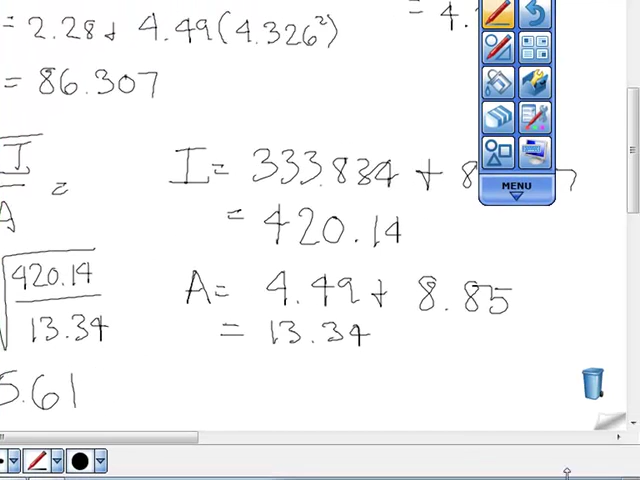 = 2.28 + 4.49(4.326²)
= 4.
= 86.307
I
A
=
I = 333.834 + 8
= 420.14
A = 4.49 + 8.85
= 13.34
√420.14
13.34
5.61
MENU